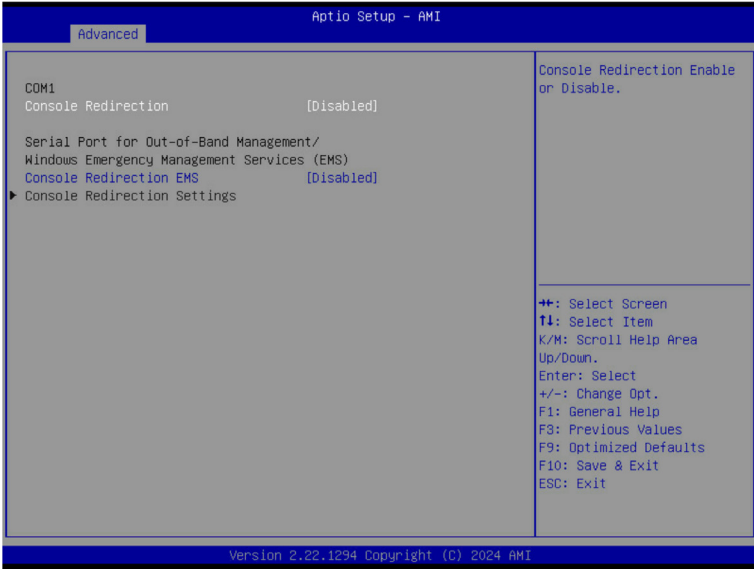 Aptio Setup – AMI
Advanced
COM1
Console Redirection [Disabled]
Serial Port for Out-of-Band Management/
Windows Emergency Management Services (EMS)
Console Redirection EMS [Disabled]
Console Redirection Settings
Console Redirection Enable
or Disable.
→←: Select Screen
↑↓: Select Item
K/M: Scroll Help Area
Up/Down.
Enter: Select
+/-: Change Opt.
F1: General Help
F3: Previous Values
F9: Optimized Defaults
F10: Save & Exit
ESC: Exit
Version 2.22.1294 Copyright (C) 2024 AMI